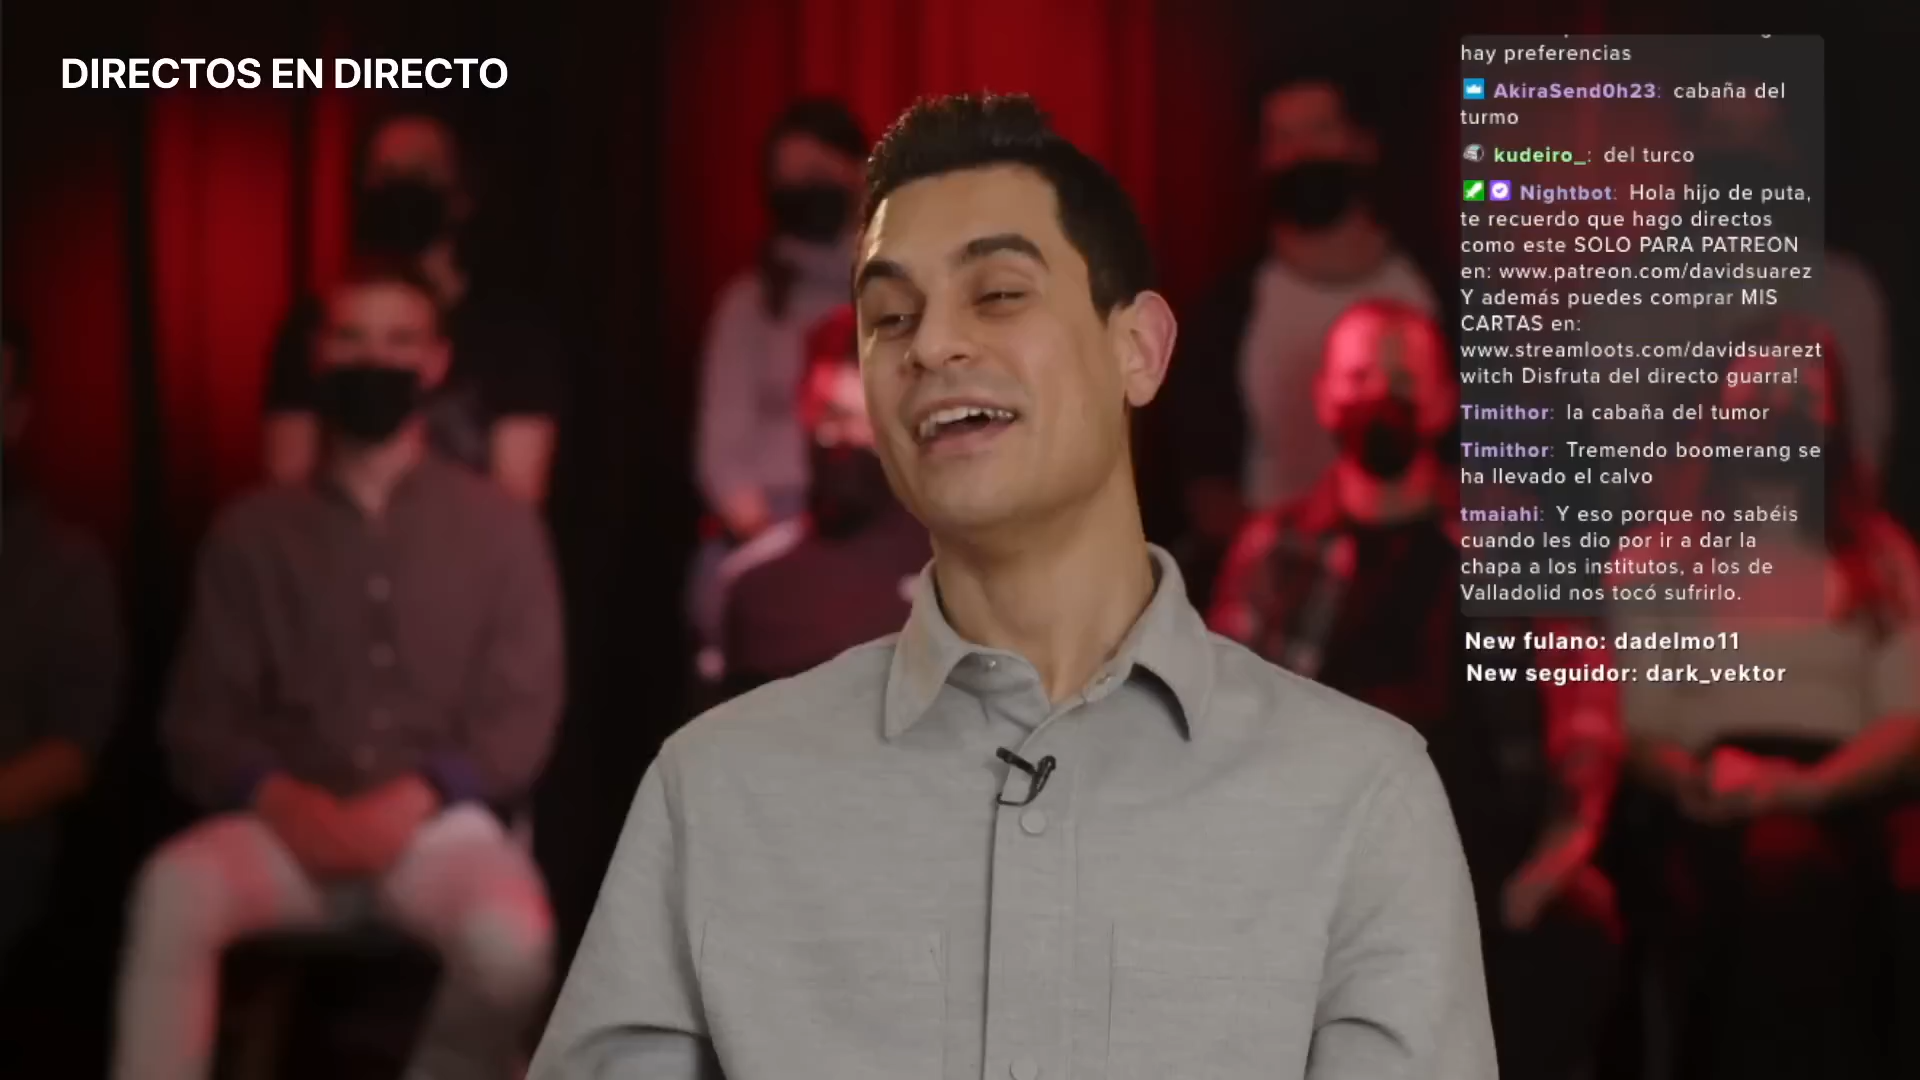 DIRECTOS EN DIRECTO
hay preferencias
AkiraSend0h23: cabaña del
turmo
kudeiro_: del turco
Nightbot: Hola hijo de puta,
te recuerdo que hago directos
como este SOLO PARA PATREON
en: www.patreon.com/davidsuarez
Y además puedes comprar MIS
CARTAS en:
www.streamloots.com/davidsuarezt
witch Disfruta del directo guarra!
Timithor: la cabaña del tumor
Timithor: Tremendo boomerang se
ha llevado el calvo
tmaiahi: Y eso porque no sabéis
cuando les dio por ir a dar la
chapa a los institutos, a los de
Valladolid nos tocó sufrirlo.
New fulano: dadelmo11
New seguidor: dark_vektor